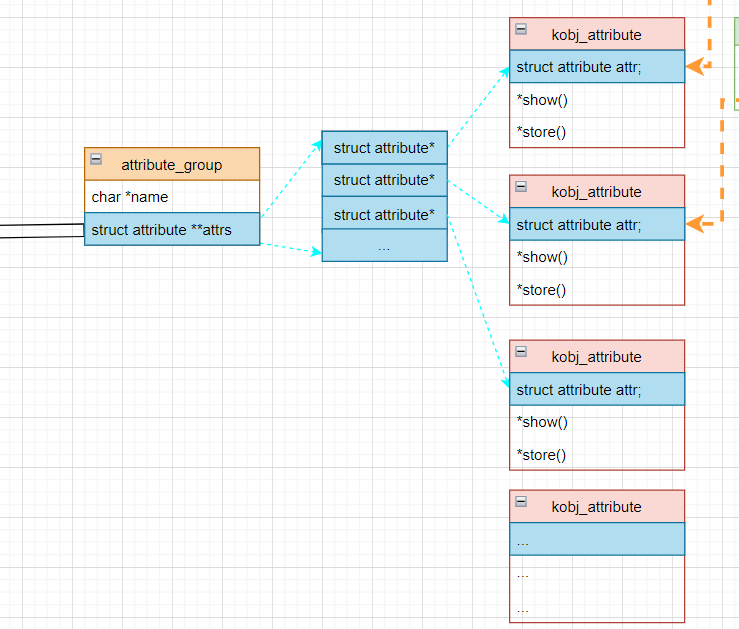 attribute_group
char *name
struct attribute **attrs
struct attribute*
struct attribute*
struct attribute*
...
kobj_attribute
struct attribute attr;
*show()
*store()
kobj_attribute
struct attribute attr;
*show()
*store()
kobj_attribute
struct attribute attr;
*show()
*store()
kobj_attribute
...
...
...